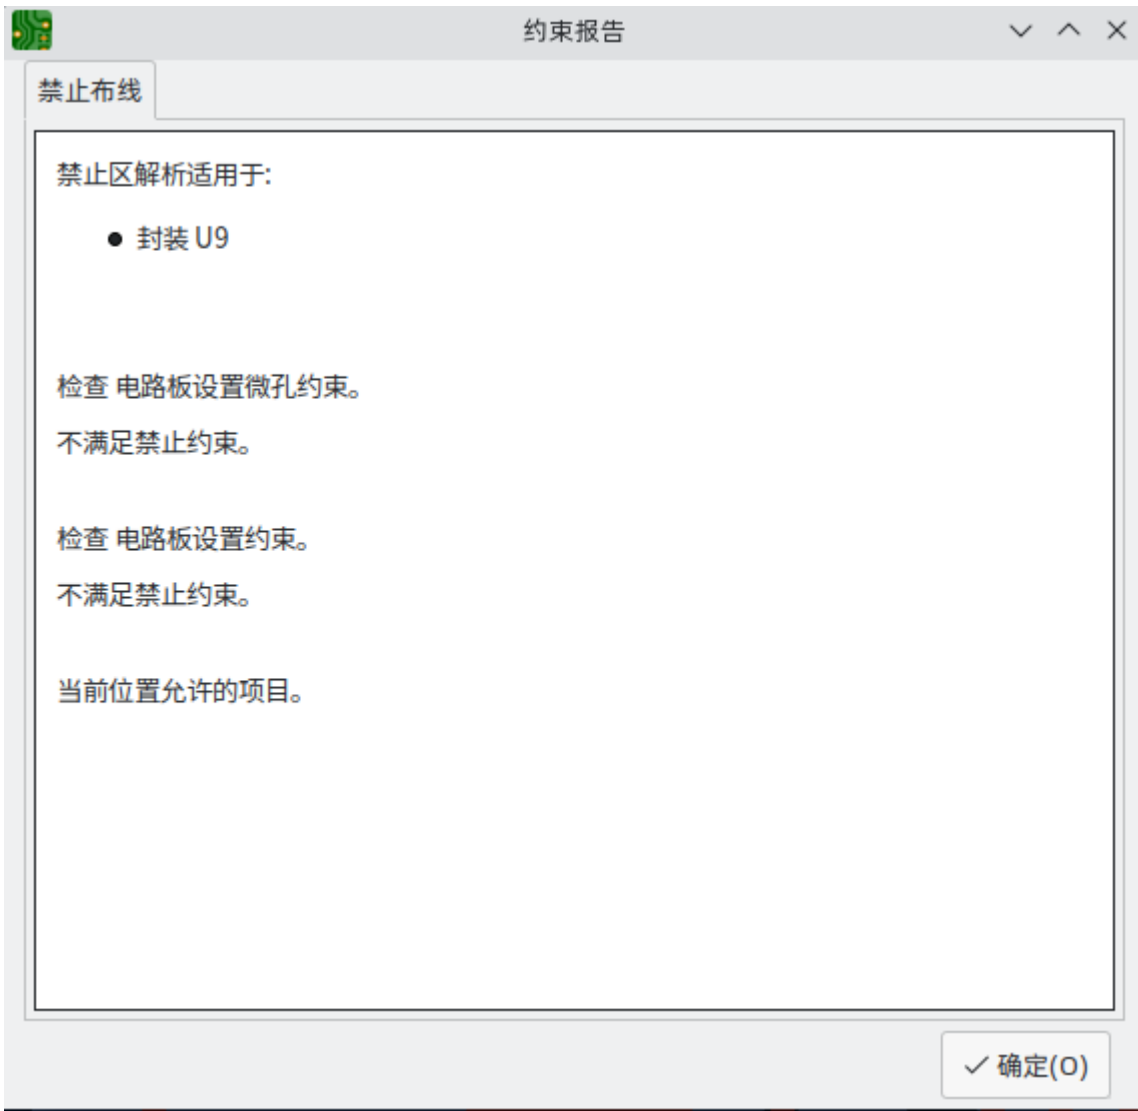 约束报告
禁止布线
禁止区解析适用于:
● 封装 U9
检查 电路板设置微孔约束。
不满足禁止约束。
检查 电路板设置约束。
不满足禁止约束。
当前位置允许的项目。
确定(O)